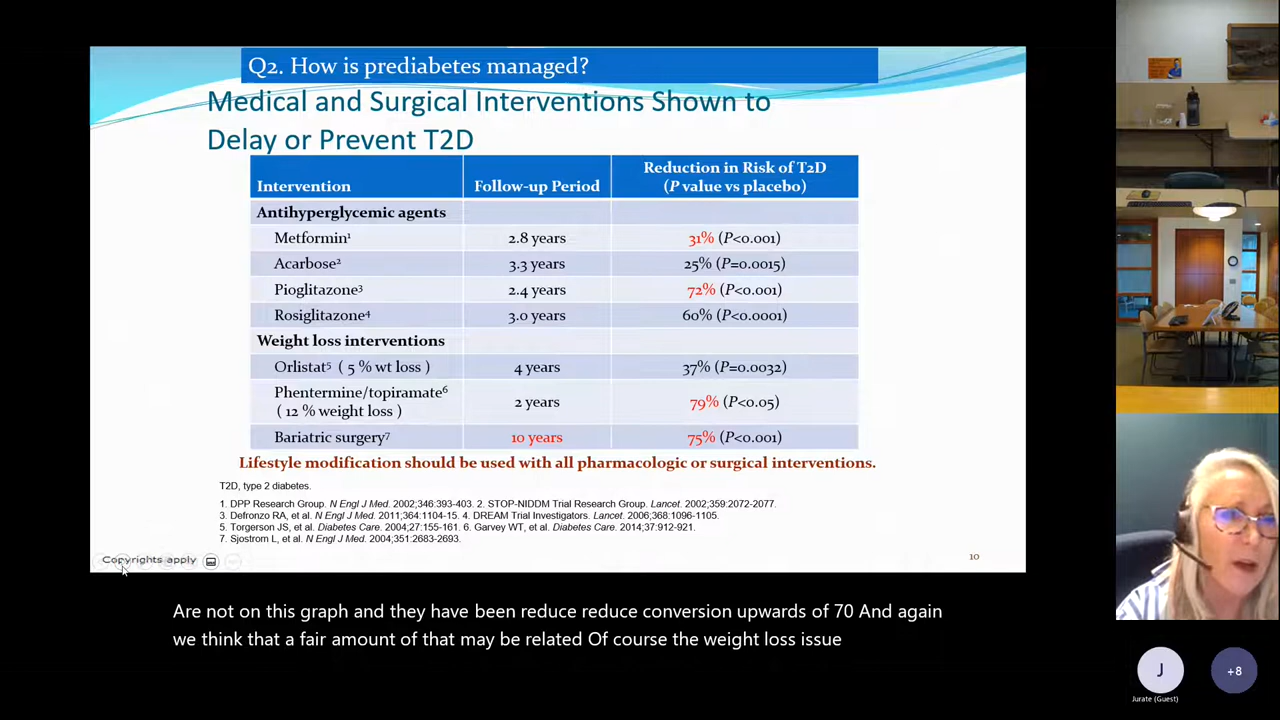 Q2. How is prediabetes managed?
Medical and Surgical Interventions Shown to
Delay or Prevent T2D
Intervention Follow-up Period Reduction in Risk of T2D
(P value vs placebo)
Antihyperglycemic agents
Metformin¹ 2.8 years 31% (P<0.001)
Acarbose² 3.3 years 25% (P=0.0015)
Pioglitazone³ 2.4 years 72% (P<0.001)
Rosiglitazone⁴ 3.0 years 60% (P<0.0001)
Weight loss interventions
Orlistat⁵ ( 5 % wt loss ) 4 years 37% (P=0.0032)
Phentermine/topiramate⁶
( 12 % weight loss ) 2 years 79% (P<0.05)
Bariatric surgery⁷ 10 years 75% (P<0.001)
Lifestyle modification should be used with all pharmacologic or surgical interventions.
T2D, type 2 diabetes.
1. DPP Research Group. N Engl J Med. 2002;346:393-403. 2. STOP-NIDDM Trial Research Group. Lancet. 2002;359:2072-2077.
3. Defronzo RA, et al. N Engl J Med. 2011;364:1104-15. 4. DREAM Trial Investigators. Lancet. 2006;368:1096-1105.
5. Torgerson JS, et al. Diabetes Care. 2004;27:155-161. 6. Garvey WT, et al. Diabetes Care. 2014;37:912-921.
7. Sjostrom L, et al. N Engl J Med. 2004;351:2683-2693.
Copyrights apply
10
Are not on this graph and they have been reduce reduce conversion upwards of 70 And again
we think that a fair amount of that may be related Of course the weight loss issue
J
+8
Jurate (Guest)